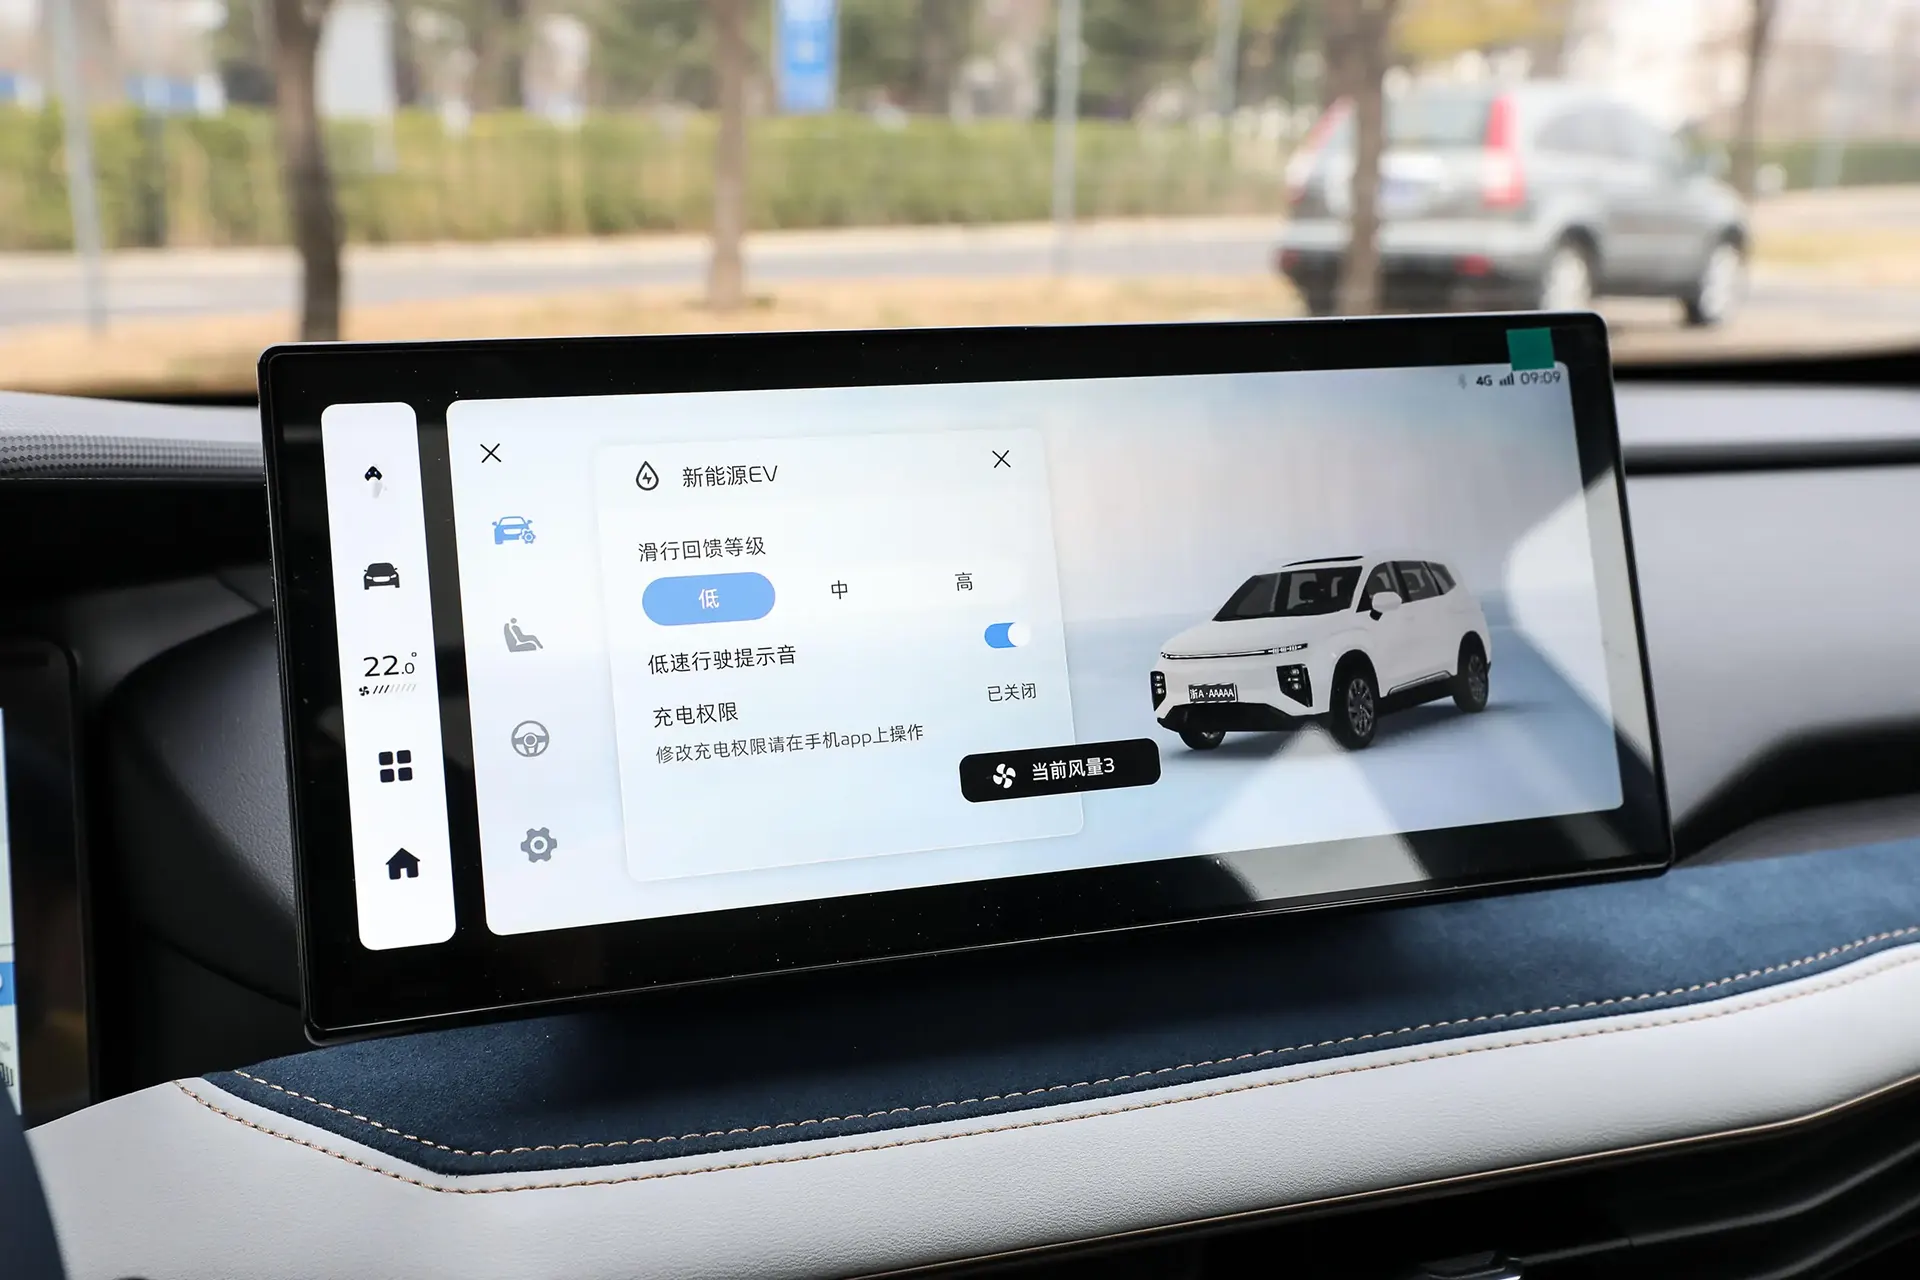 4G 09:09
新能源EV
滑行回馈等级
低 中 高
低速行驶提示音
已关闭
充电权限
修改充电权限请在手机app上操作
当前风量3
22.0°
浙A·AAAAA